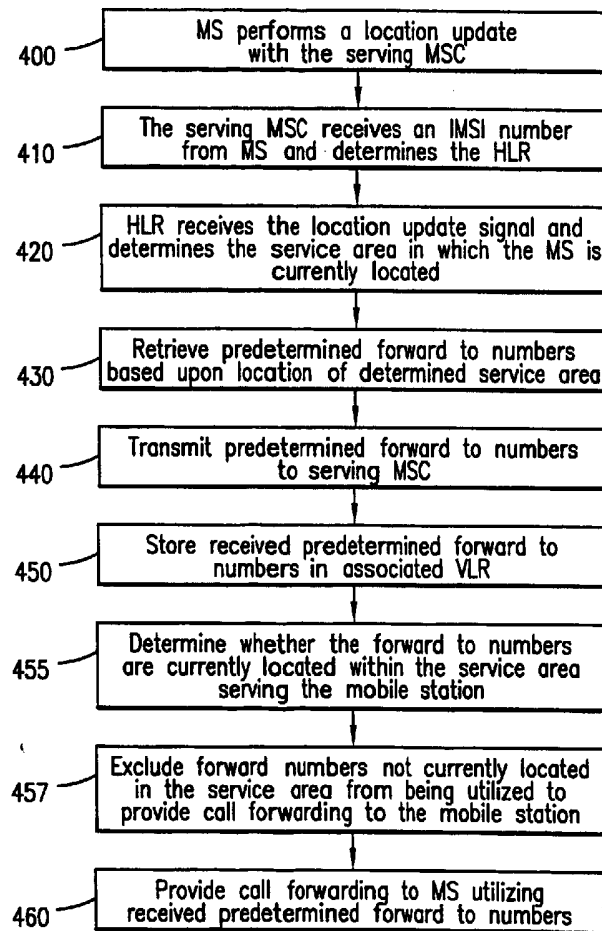 MS performs a location update
with the serving MSC
400
The serving MSC receives an IMSI number
from MS and determines the HLR
410
HLR receives the location update signal and
determines the service area in which the MS is
currently located
420
Retrieve predetermined forward to numbers
based upon location of determined service area
430
Transmit predetermined forward to numbers
to serving MSC
440
Store received predetermined forward to
numbers in associated VLR
450
Determine whether the forward to numbers
are currently located within the service area
serving the mobile station
455
Exclude forward numbers not currently located
in the service area from being utilized to
provide call forwarding to the mobile station
457
Provide call forwarding to MS utilizing
received predetermined forward to numbers
460